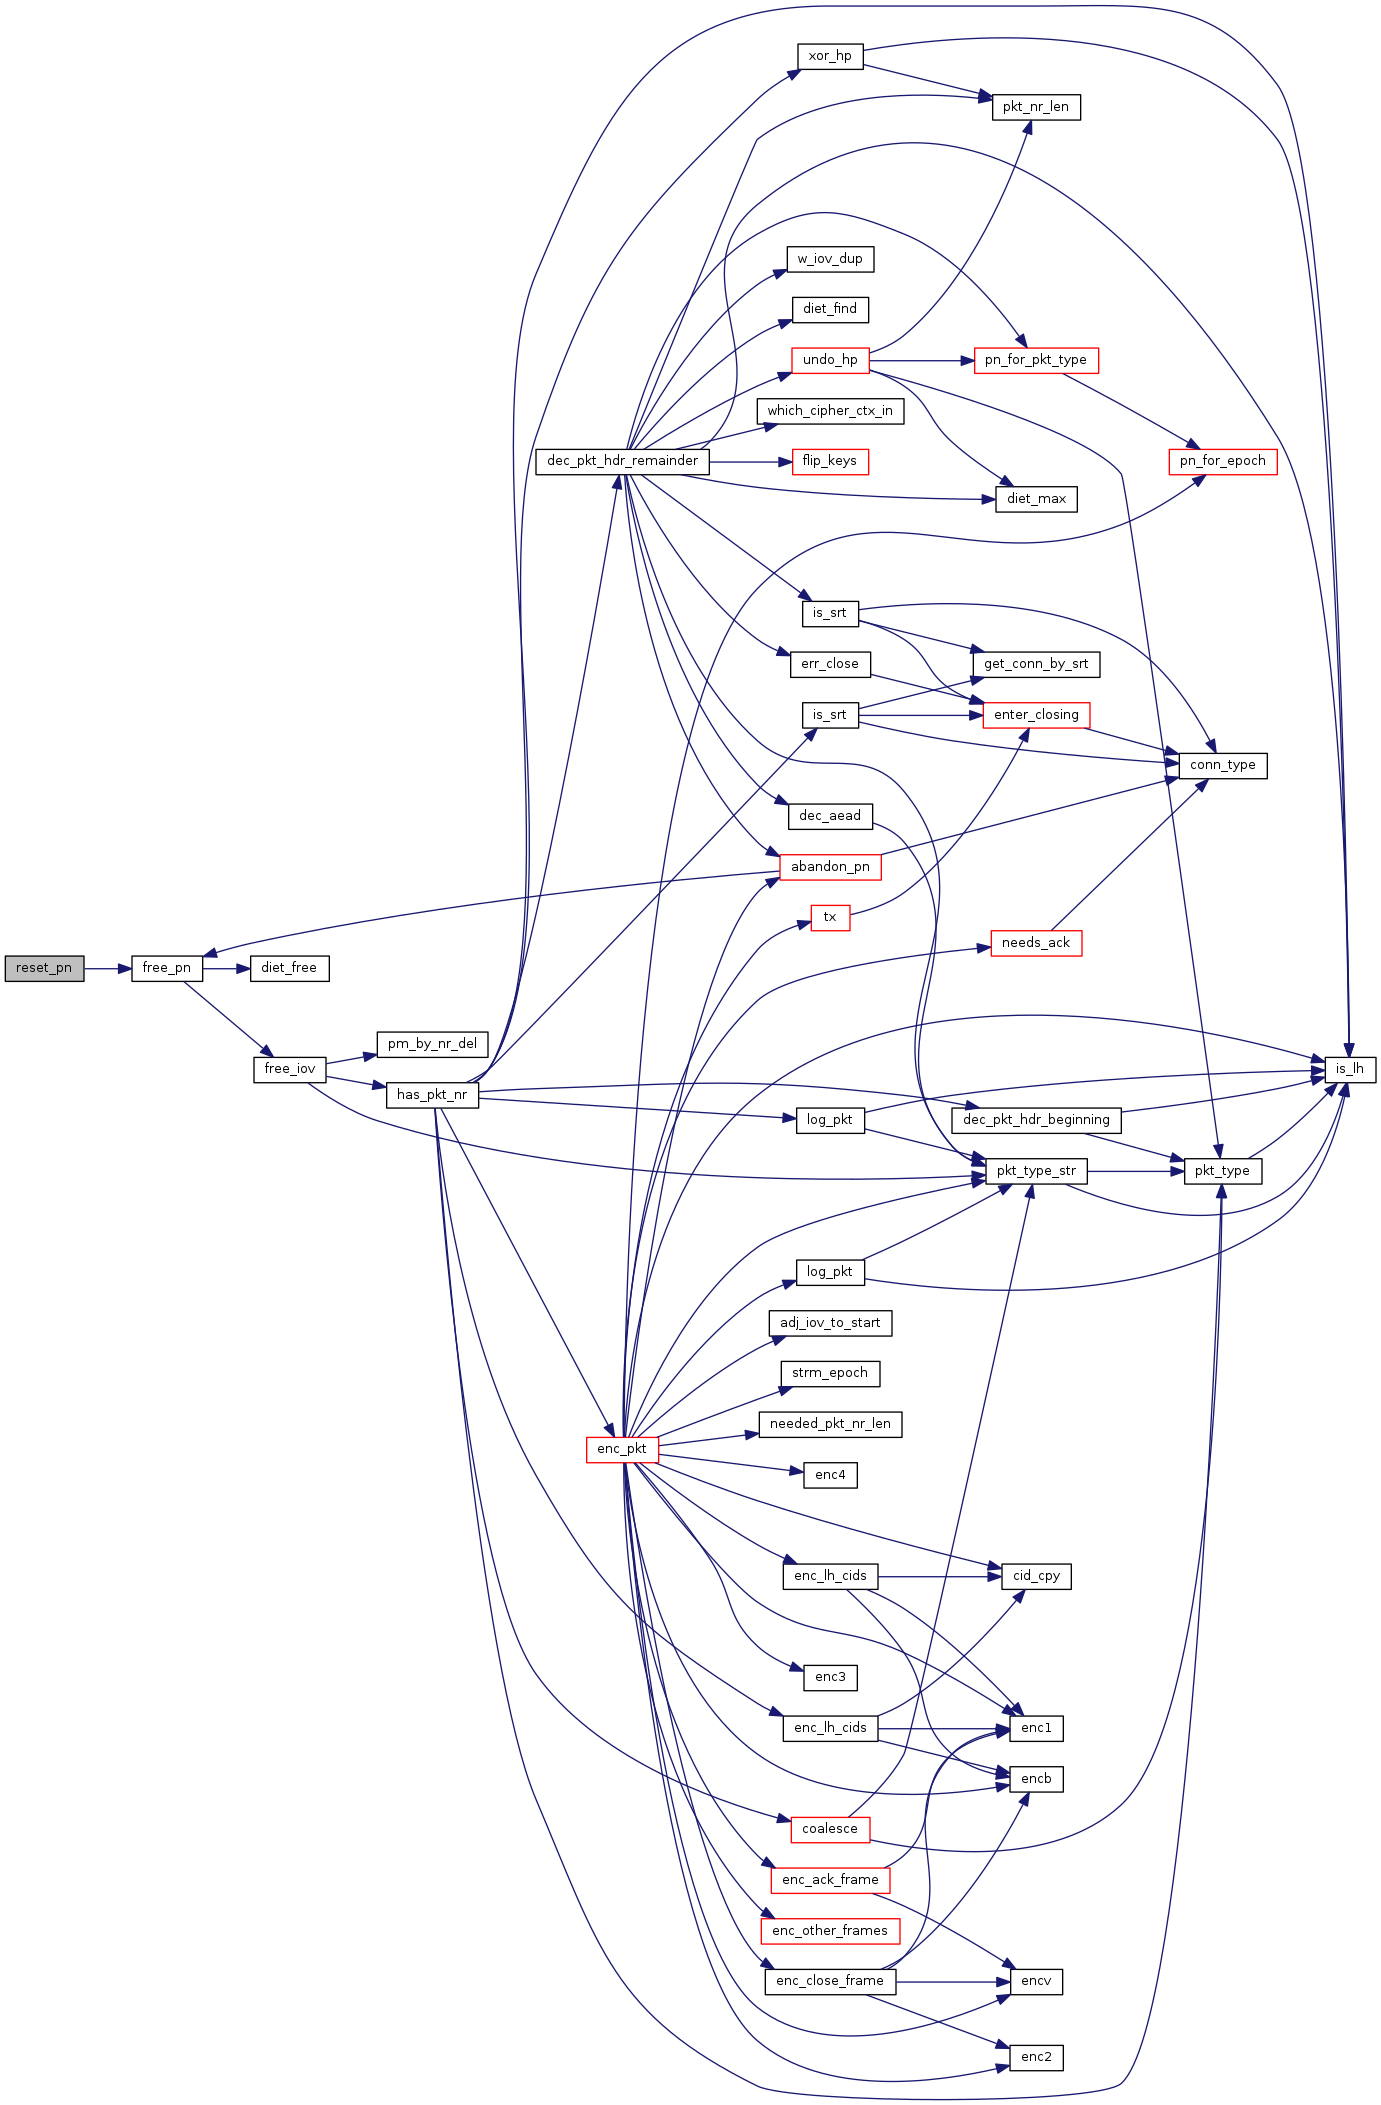 xor_hp
pkt_nr_len
w_iov_dup
diet_find
undo_hp
pn_for_pkt_type
which_cipher_ctx_in
dec_pkt_hdr_remainder
flip_keys
pn_for_epoch
diet_max
is_srt
err_close
get_conn_by_srt
is_srt
enter_closing
conn_type
dec_aead
abandon_pn
tx
needs_ack
reset_pn
free_pn
diet_free
pm_by_nr_del
free_iov
is_lh
has_pkt_nr
log_pkt
dec_pkt_hdr_beginning
pkt_type_str
pkt_type
log_pkt
adj_iov_to_start
strm_epoch
needed_pkt_nr_len
enc_pkt
enc4
enc_lh_cids
cid_cpy
enc3
enc_lh_cids
enc1
encb
coalesce
enc_ack_frame
enc_other_frames
enc_close_frame
encv
enc2